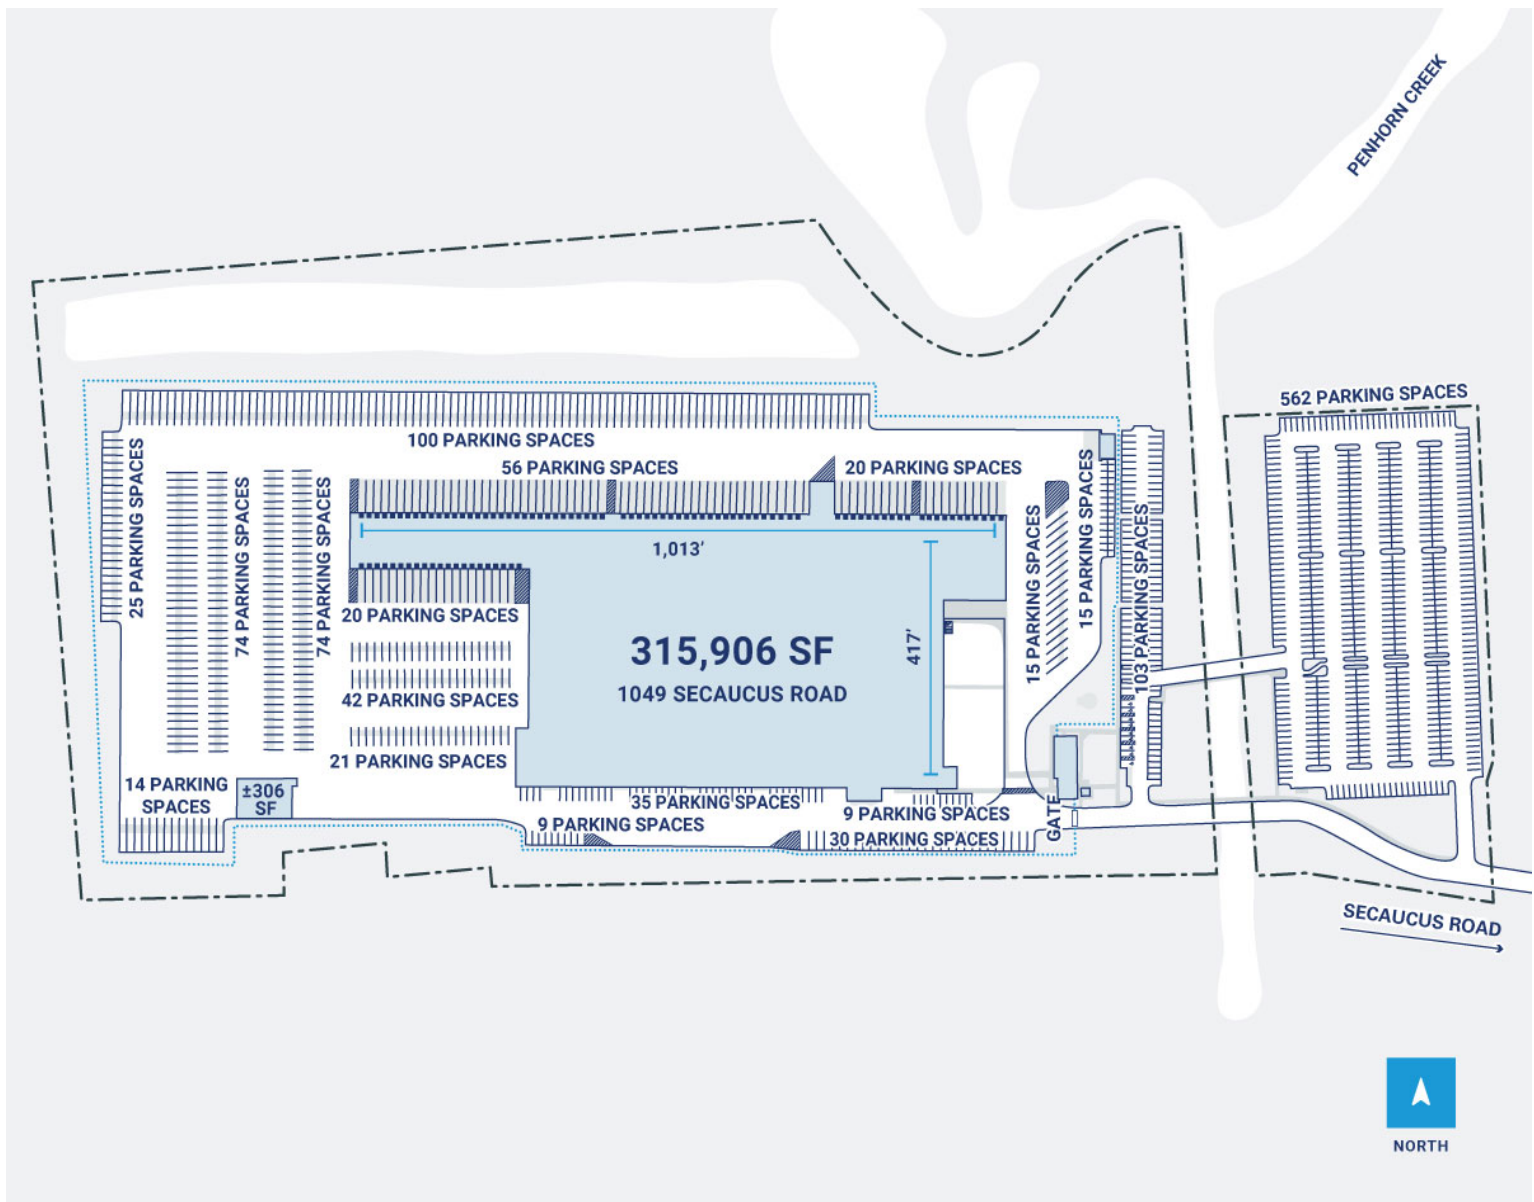 PENHORN CREEK
562 PARKING SPACES
100 PARKING SPACES
56 PARKING SPACES
20 PARKING SPACES
25 PARKING SPACES
74 PARKING SPACES
74 PARKING SPACES
15 PARKING SPACES
15 PARKING SPACES
103 PARKING SPACES
1,013’
417’
20 PARKING SPACES
315,906 SF
1049 SECAUCUS ROAD
42 PARKING SPACES
21 PARKING SPACES
14 PARKING
SPACES
±306
SF
35 PARKING SPACES
9 PARKING SPACES
9 PARKING SPACES
30 PARKING SPACES
GATE
SECAUCUS ROAD
NORTH